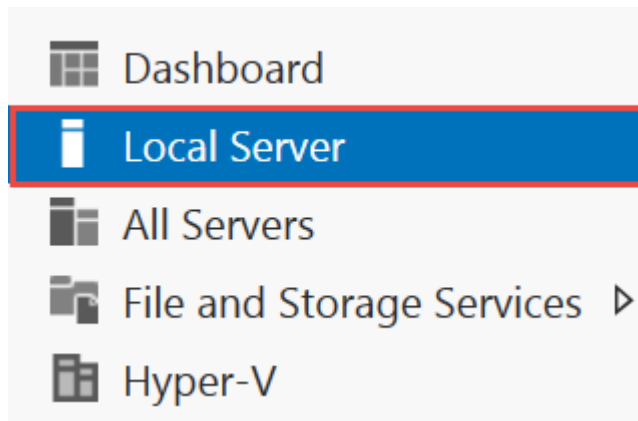 Dashboard
Local Server
All Servers
File and Storage Services
Hyper-V